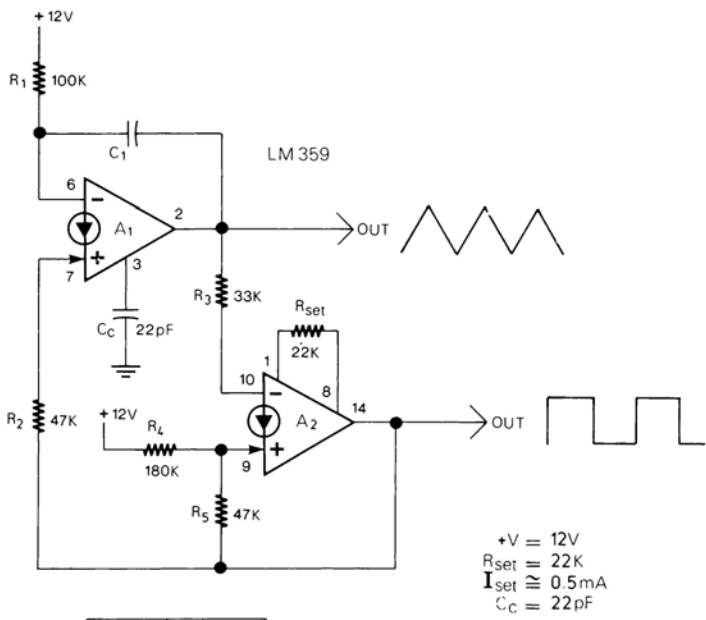 + 12V
R1 100K
C1
LM 359
6
−
A1
2
OUT
+
7
3
R3 33K
Rset
22K
CC 22pF
1
10
−
8
14
A2
OUT
R2 47K
+ 12V
R4
180K
+
9
R5 47K
+V = 12V
Rset = 22K
Iset ≅ 0.5mA
Cc = 22pF